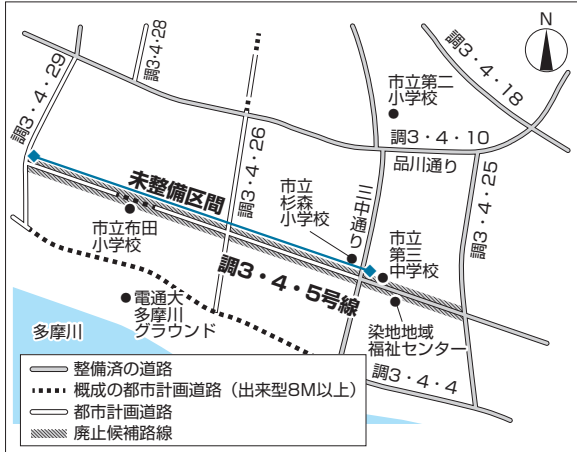 N
調3・4・28
調3・4・29
調3・4・18
市立第二
小学校
調3・4・10
品川通り
調3・4・26
調3・4・25
未整備区間
市立
杉森
小学校
三中通り
市立布田
小学校
市立
第三
中学校
調3・4・5号線
電通大
多摩川
グラウンド
染地地域
福祉センター
多摩川
調3・4・4
整備済の道路
概成の都市計画道路（出来型8M以上）
都市計画道路
廃止候補路線